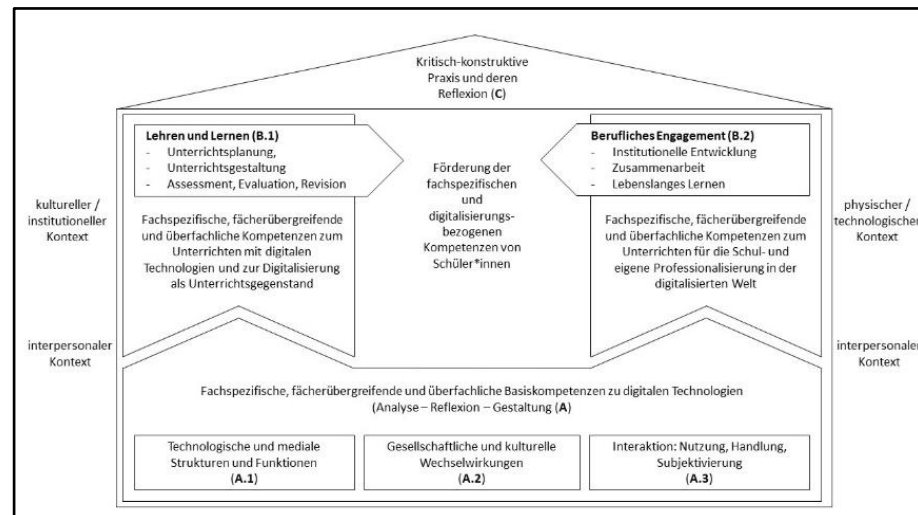 Kritisch-konstruktive
Praxis und deren
Reflexion (C)
kultureller /
institutioneller
Kontext
interpersonaler
Kontext
Lehren und Lernen (B.1)
- Unterrichtsplanung,
- Unterrichtsgestaltung
- Assessment, Evaluation, Revision
Fachspezifische, fächerübergreifende
und überfachliche Kompetenzen zum
Unterrichten mit digitalen
Technologien und zur Digitalisierung
als Unterrichtsgegenstand
Förderung der
fachspezifischen
und
digitalisierungs-
bezogenen
Kompetenzen von
Schüler*innen
Berufliches Engagement (B.2)
- Institutionelle Entwicklung
- Zusammenarbeit
- Lebenslanges Lernen
Fachspezifische, fächerübergreifende
und überfachliche Kompetenzen zum
Unterrichten für die Schul- und
eigene Professionalisierung in der
digitalisierten Welt
physischer /
technologischer
Kontext
interpersonaler
Kontext
Fachspezifische, fächerübergreifende und überfachliche Basiskompetenzen zu digitalen Technologien
(Analyse – Reflexion – Gestaltung (A)
Technologische und mediale
Strukturen und Funktionen
(A.1)
Gesellschaftliche und kulturelle
Wechselwirkungen
(A.2)
Interaktion: Nutzung, Handlung,
Subjektivierung
(A.3)